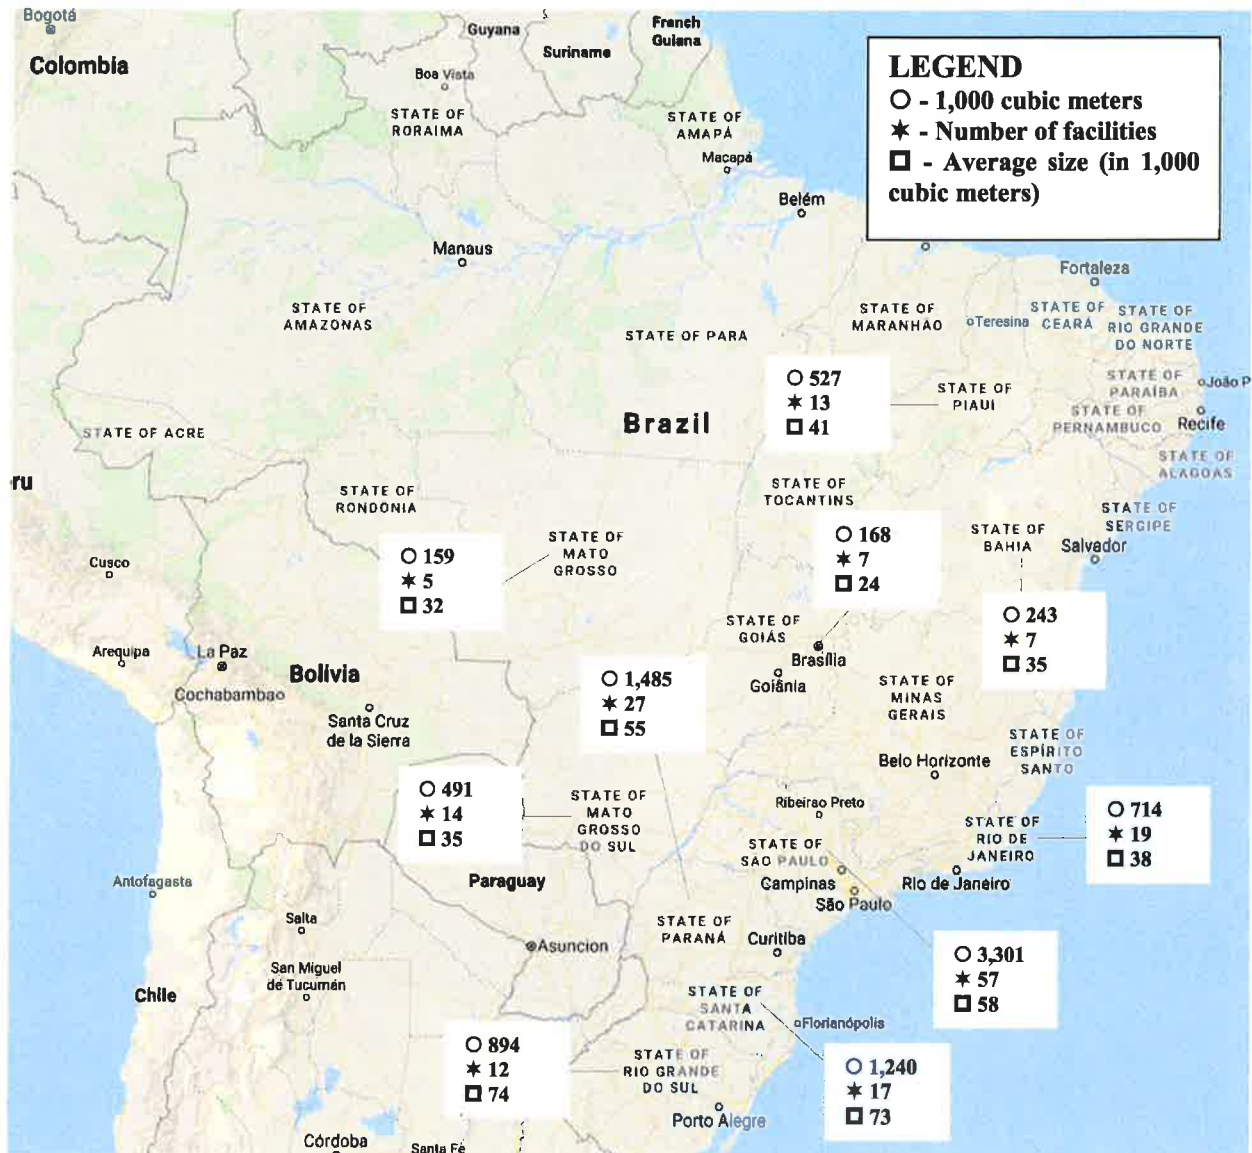 Bogotá
Colombia
Guyana
Suriname
French
Guiana
Boa Vista
STATE OF
RORAIMA
STATE OF
AMAPÁ
Macapá
Belém
LEGEND
○ - 1,000 cubic meters
✶ - Number of facilities
□ - Average size (in 1,000
cubic meters)
Manaus
Fortaleza
STATE OF
AMAZONAS
STATE OF PARA
STATE OF
MARANHÃO
Teresina
STATE OF
CEARÁ
STATE OF
RIO GRANDE
DO NORTE
○ 527
✶ 13
□ 41
STATE OF
PIAUI
STATE OF
PARAÍBA
João P
STATE OF
PERNAMBUCO
Recife
Brazil
STATE OF ACRE
STATE OF
ALAGOAS
ru
STATE OF
RONDONIA
STATE OF
TOCANTINS
STATE OF
SERGIPE
STATE OF
MATO
GROSSO
○ 159
✶ 5
□ 32
○ 168
✶ 7
□ 24
STATE OF
BAHIA
Salvador
Cusco
○ 243
✶ 7
□ 35
STATE OF
GOIÁS
Brasília
Goiânia
Arequipa
La Paz
Bolivia
Cochabamba
Santa Cruz
de la Sierra
○ 1,485
✶ 27
□ 55
STATE OF
MINAS
GERAIS
STATE OF
ESPÍRITO
SANTO
Belo Horizonte
○ 491
✶ 14
□ 35
STATE OF
MATO
GROSSO
DO SUL
Ribeirao Preto
STATE OF
RIO DE
JANEIRO
○ 714
✶ 19
□ 38
STATE OF
SÃO PAULO
Campinas
São Paulo
Rio de Janeiro
Antofagasta
Paraguay
Salta
Asuncion
STATE OF
PARANÁ
Curitiba
○ 3,301
✶ 57
□ 58
San Miguel
de Tucumán
Chile
STATE OF
SANTA
CATARINA
Florianópolis
○ 894
✶ 12
□ 74
STATE OF
RIO GRANDE
DO SUL
○ 1,240
✶ 17
□ 73
Porto Alegre
Córdoba
Santa Fé